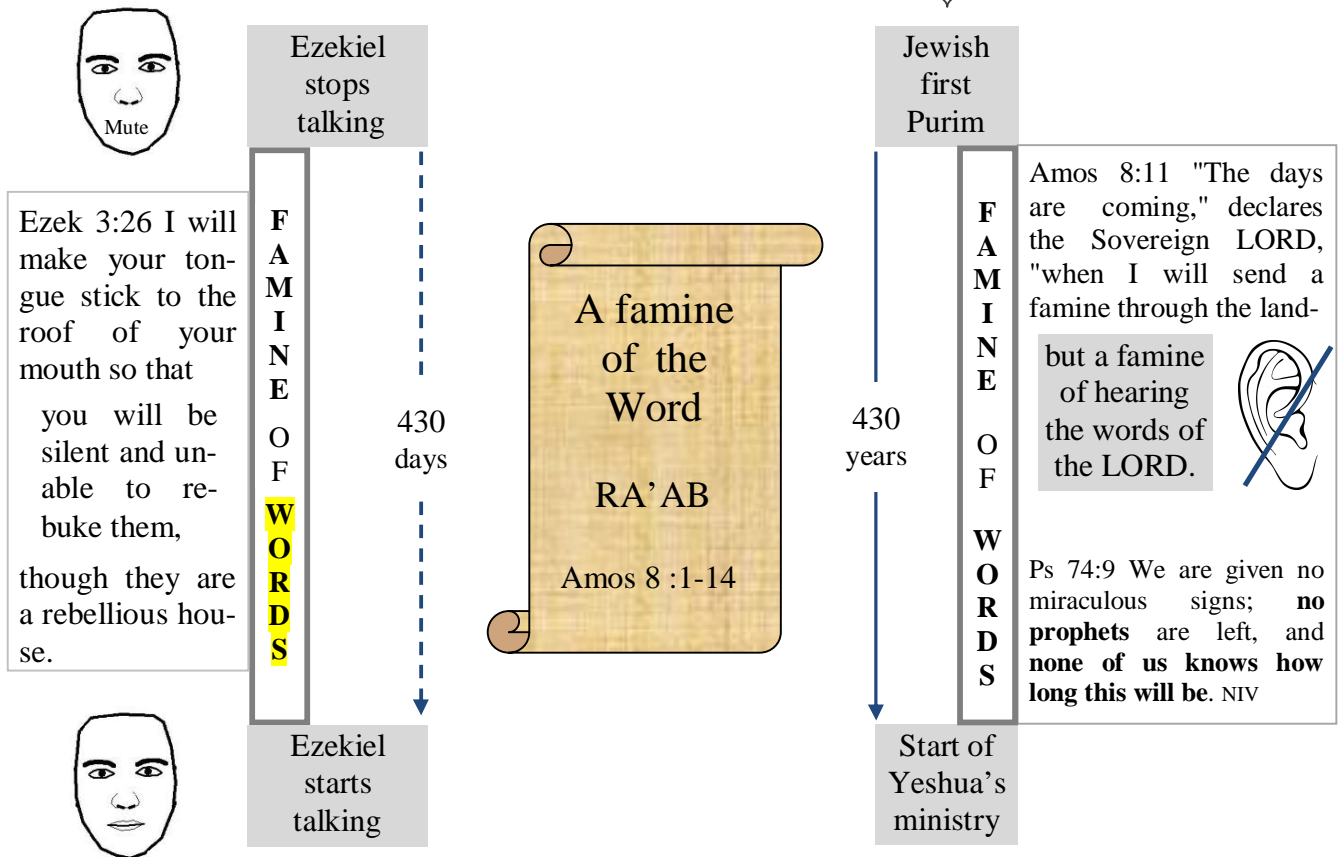 Mute
Ezekiel
stops
talking
Ezek 3:26 I will
make your ton-
gue stick to the
roof of your
mouth so that
you will be
silent and un-
able to re-
buke them,
though they are
a rebellious hou-
se.
F
A
M
I
N
E
O
F
W
O
R
D
S
430
days
Ezekiel
starts
talking
A famine
of the
Word
RA’AB
Amos 8 :1-14
Jewish
first
Purim
430
years
F
A
M
I
N
E
O
F
W
O
R
D
S
Amos 8:11 "The days
are coming," declares
the Sovereign LORD,
"when I will send a
famine through the land-
but a famine
of hearing
the words of
the LORD.
Ps 74:9 We are given no
miraculous signs; no
prophets are left, and
none of us knows how
long this will be. NIV
Start of
Yeshua’s
ministry